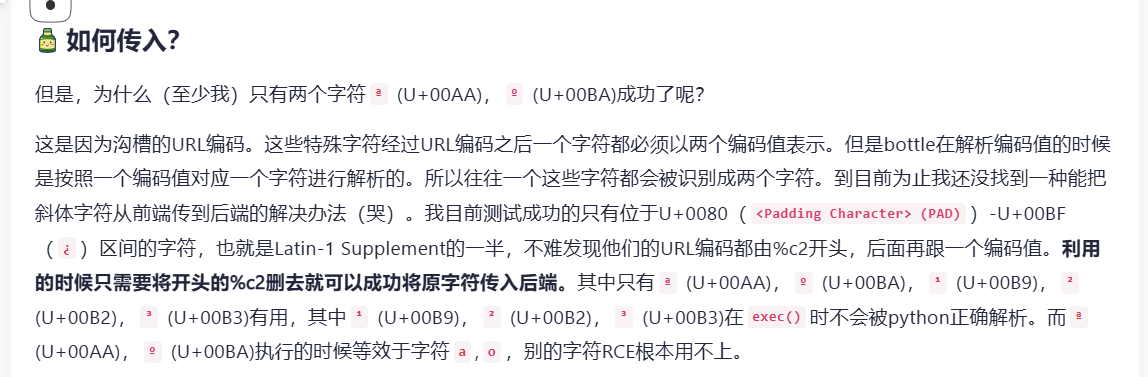 如何传入？
但是，为什么（至少我）只有两个字符 ª (U+00AA)， º (U+00BA)成功了呢？
这是因为沟槽的URL编码。这些特殊字符经过URL编码之后一个字符都必须以两个编码值表示。但是bottle在解析编码值的时候
是按照一个编码值对应一个字符进行解析的。所以往往一个这些字符都会被识别成两个字符。到目前为止我还没找到一种能把
斜体字符从前端传到后端的解决办法（哭）。我目前测试成功的只有位于U+0080（ <Padding Character> (PAD) ）-U+00BF
（ ¿ ）区间的字符，也就是Latin-1 Supplement的一半，不难发现他们的URL编码都由%c2开头，后面再跟一个编码值。利用
的时候只需要将开头的%c2删去就可以成功将原字符传入后端。其中只有 ª (U+00AA)， º (U+00BA)， ¹ (U+00B9)， ²
(U+00B2)， ³ (U+00B3)有用，其中 ¹ (U+00B9)， ² (U+00B2)， ³ (U+00B3)在 exec() 时不会被python正确解析。而 ª
(U+00AA)， º (U+00BA)执行的时候等效于字符 a , o ，别的字符RCE根本用不上。